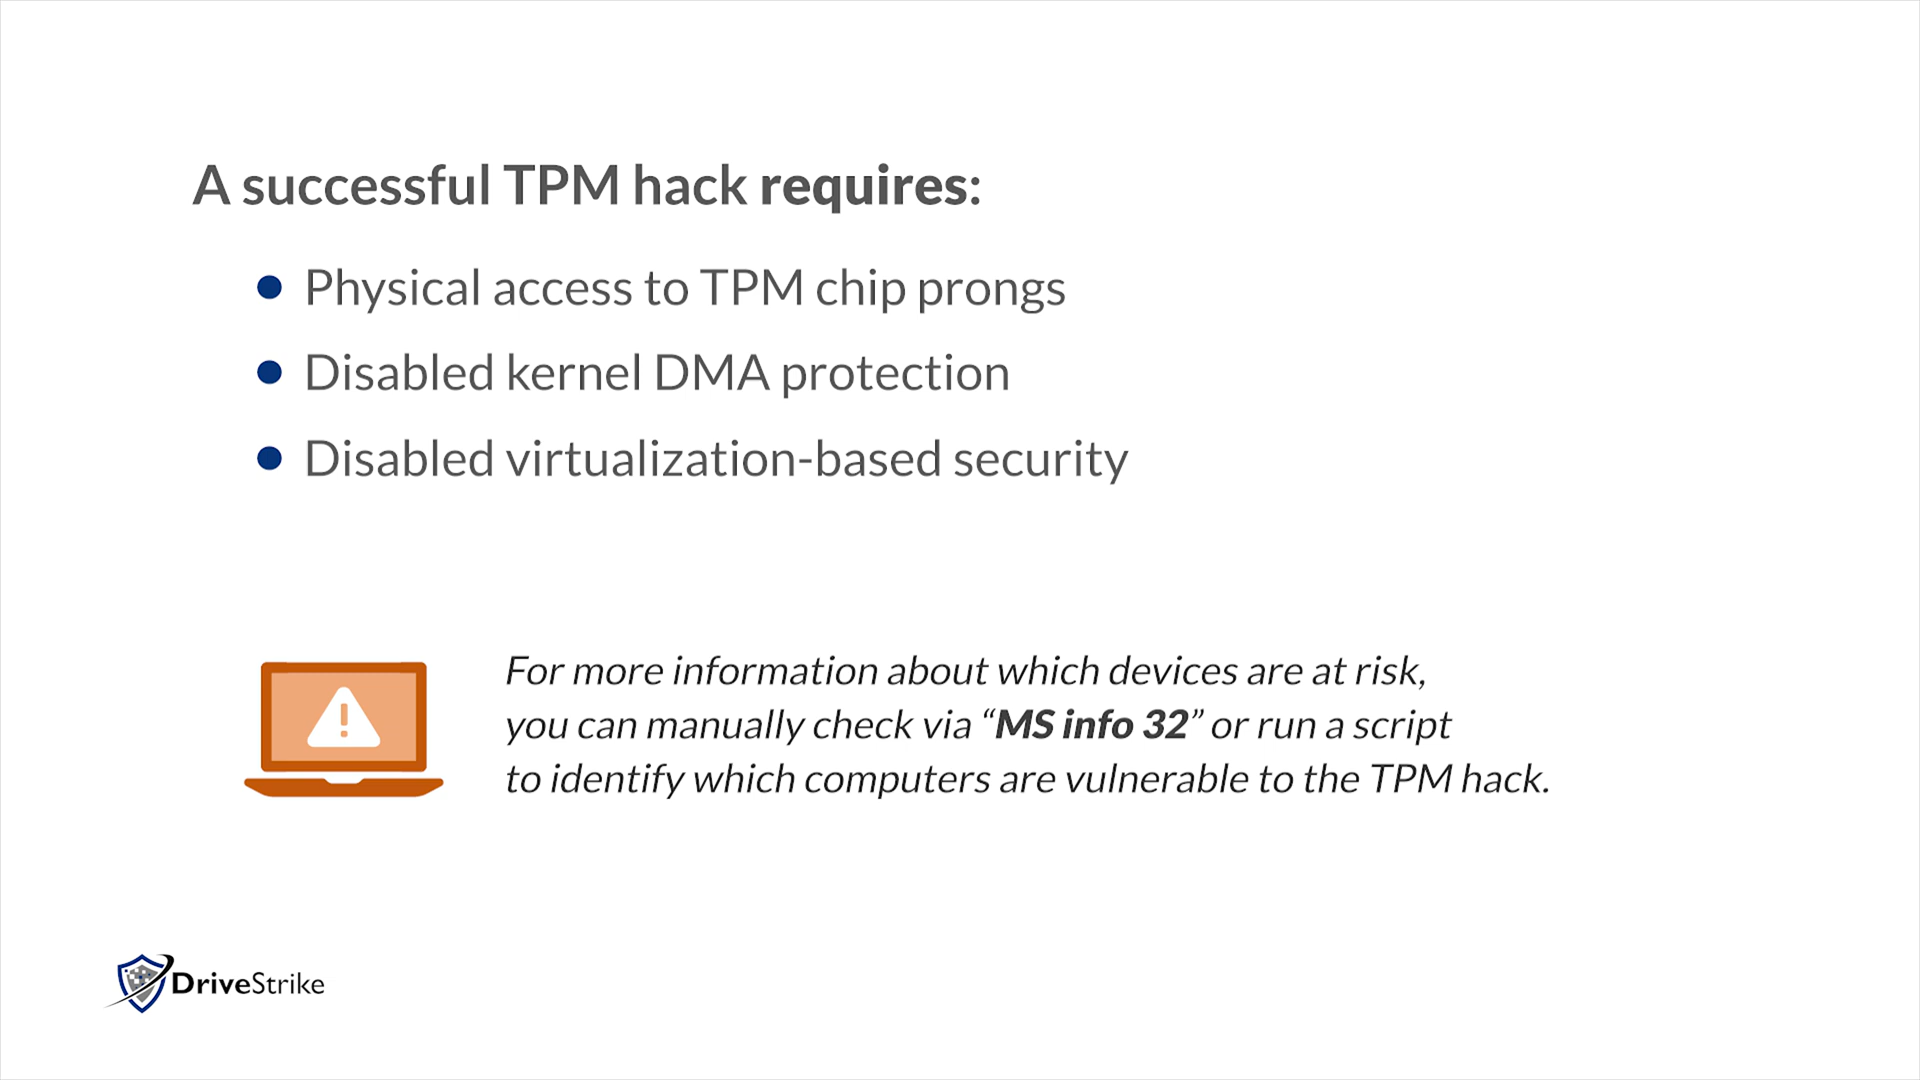 A successful TPM hack requires:
Physical access to TPM chip prongs
Disabled kernel DMA protection
Disabled virtualization-based security
For more information about which devices are at risk,
you can manually check via “MS info 32” or run a script
to identify which computers are vulnerable to the TPM hack.
DriveStrike